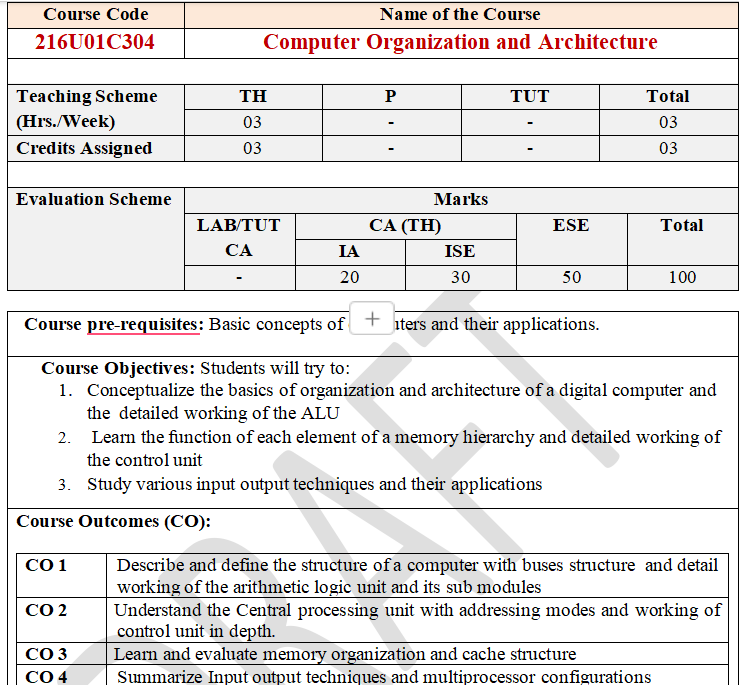 Course Code Name of the Course
216U01C304 Computer Organization and Architecture
Teaching Scheme TH P TUT Total
(Hrs./Week) 03 - - 03
Credits Assigned 03 - - 03
Evaluation Scheme Marks
LAB/TUT CA (TH) ESE Total
CA IA ISE
- 20 30 50 100
Course pre-requisites: Basic concepts of ters and their applications.
Course Objectives: Students will try to:
1. Conceptualize the basics of organization and architecture of a digital computer and
the detailed working of the ALU
2. Learn the function of each element of a memory hierarchy and detailed working of
the control unit
3. Study various input output techniques and their applications
Course Outcomes (CO):
CO 1 Describe and define the structure of a computer with buses structure and detail
working of the arithmetic logic unit and its sub modules
CO 2 Understand the Central processing unit with addressing modes and working of
control unit in depth.
CO 3 Learn and evaluate memory organization and cache structure
CO 4 Summarize Input output techniques and multiprocessor configurations
DRAFT